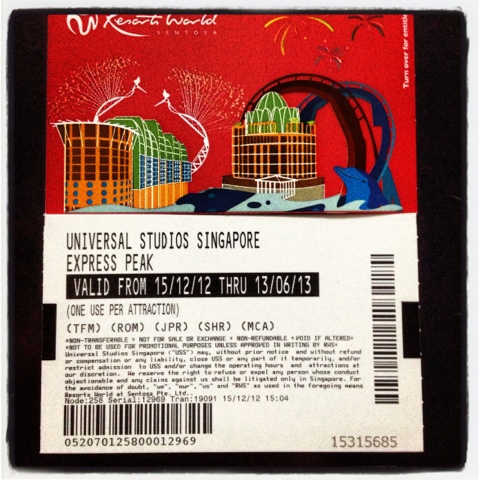 Resorts World
SENTOSA
Turn over for entitle
UNIVERSAL STUDIOS SINGAPORE
EXPRESS PEAK
VALID FROM 15/12/12 THRU 13/06/13
(ONE USE PER ATTRACTION)
(TFM) (ROM) (JPR) (SHR) (MCA)
*NON-TRANSFERABLE * NOT FOR SALE OR EXCHANGE * NON-REFUNDABLE *VOID IF ALTERED*
*NOT TO BE USED FOR PROMOTIONAL PURPOSES UNLESS APPROVED IN WRITING BY RWS*
Universal Studios Singapore ("USS") may, without prior notice and without refund
or compensation or any liability, close USS or any part of it temporarily, and/or
restrict admission to USS and/or change the operating hours and attractions at
our discretion. We reserve the right to refuse or expel any person whose conduct
objectionable and any claims against us shall be litigated only in Singapore. For
the avoidance of doubt, "we", "our", "us" and "RWS" as used in the foregoing means
Resorts World at Sentosa Pte. Ltd..
Node:258 Serial:12969 Tran:19091 15/12/12 15:04
052070125800012969
15315685